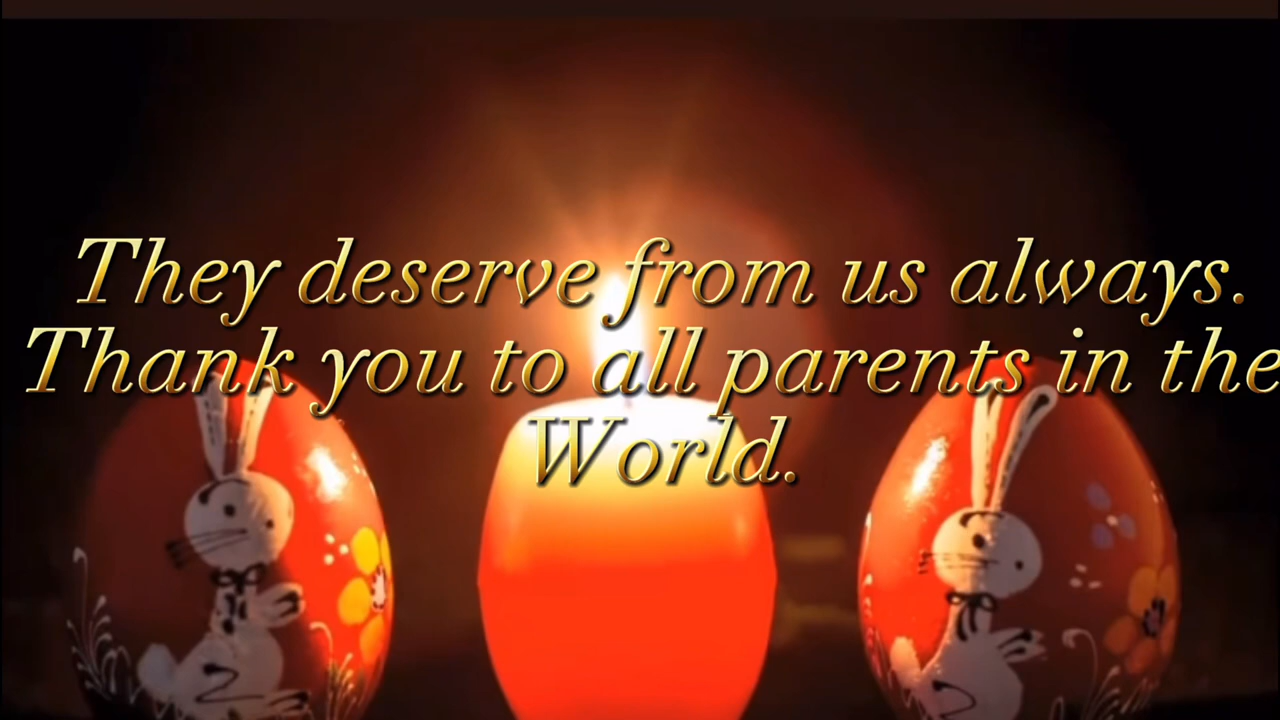 They deserve from us always.
Thank you to all parents in the
World.